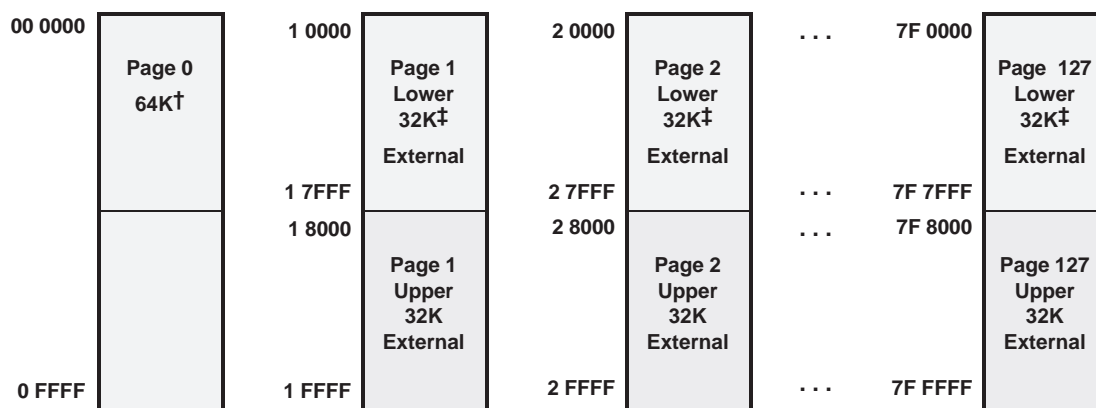 00 0000
Page 0
64K†
0 FFFF
1 0000
Page 1
Lower
32K‡
External
1 7FFF
1 8000
Page 1
Upper
32K
External
1 FFFF
2 0000
Page 2
Lower
32K‡
External
2 7FFF
2 8000
Page 2
Upper
32K
External
2 FFFF
. . .
. . .
. . .
. . .
7F 0000
Page 127
Lower
32K‡
External
7F 7FFF
7F 8000
Page 127
Upper
32K
External
7F FFFF